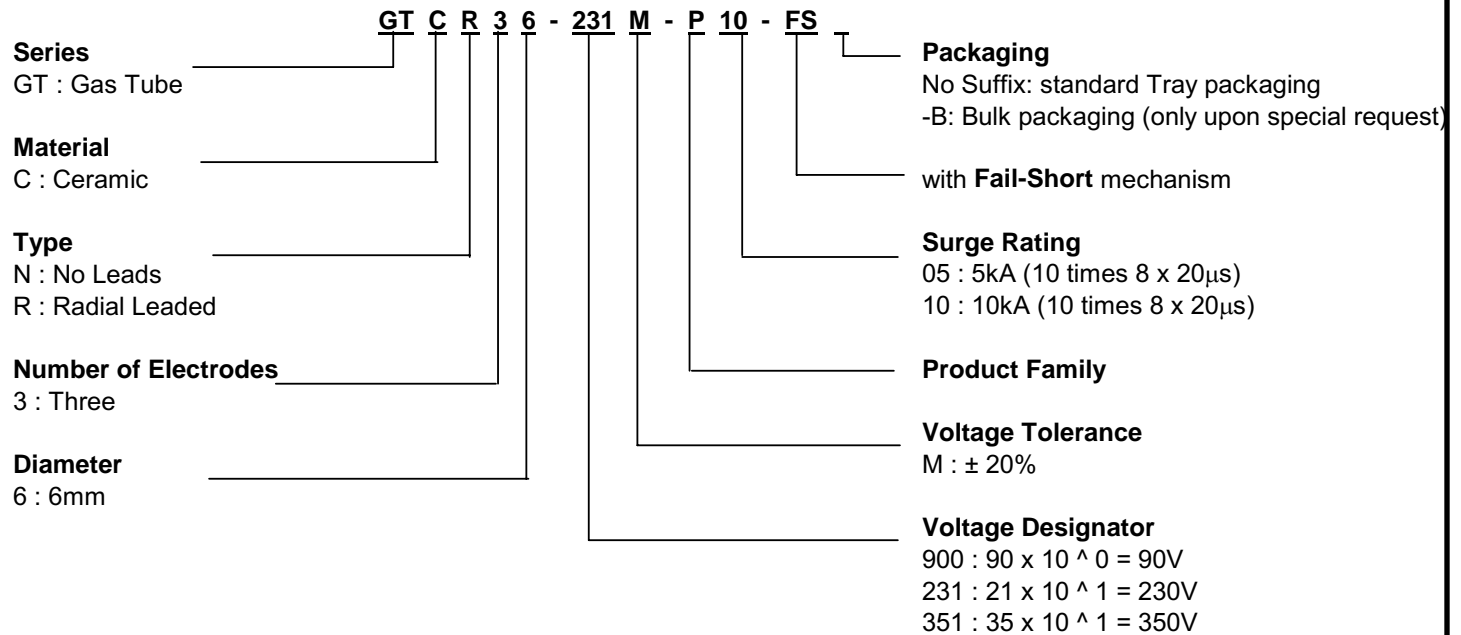 GT C R 3 6 - 231 M - P 10 - FS _
Series
GT : Gas Tube
Material
C : Ceramic
Type
N : No Leads
R : Radial Leaded
Number of Electrodes
3 : Three
Diameter
6 : 6mm
Packaging
No Suffix: standard Tray packaging
-B: Bulk packaging (only upon special request)
with Fail-Short mechanism
Surge Rating
05 : 5kA (10 times 8 x 20μs)
10 : 10kA (10 times 8 x 20μs)
Product Family
Voltage Tolerance
M : ± 20%
Voltage Designator
900 : 90 x 10 ^ 0 = 90V
231 : 21 x 10 ^ 1 = 230V
351 : 35 x 10 ^ 1 = 350V